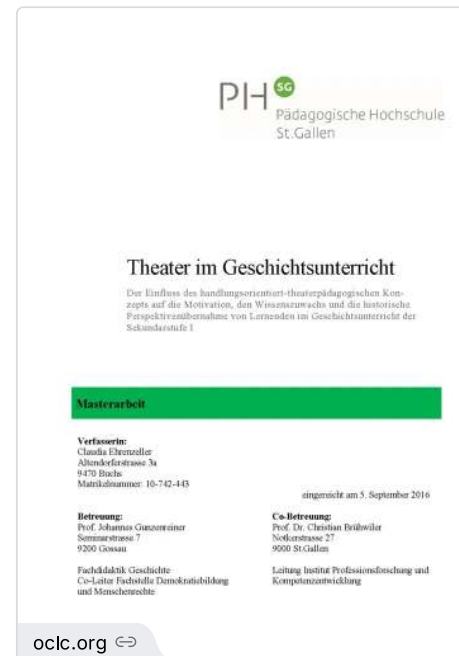 PH SG
Pädagogische Hochschule
St.Gallen
Theater im Geschichtsunterricht
Der Einfluss des handlungsorientiert-theaterpädagogischen Kon-
zepts auf die Motivation, den Wissenszuwachs und die historische
Perspektivenübernahme von Lernenden im Geschichtsunterricht der
Sekundarstufe I
Masterarbeit
Verfasserin:
Claudia Ehrenzeller
Altendorferstrasse 3a
9470 Buchs
Matrikelnummer: 10-742-443
eingereicht am 5. September 2016
Betreuung:
Prof. Johannes Gunzenreiner
Seminarstrasse 7
9200 Gossau
Fachdidaktik Geschichte
Co-Leiter Fachstelle Demokratiebildung
und Menschenrechte
Co-Betreuung:
Prof. Dr. Christian Brühwiler
Notkerstrasse 27
9000 St.Gallen
Leitung Institut Professionsforschung und
Kompetenzentwicklung
oclc.org